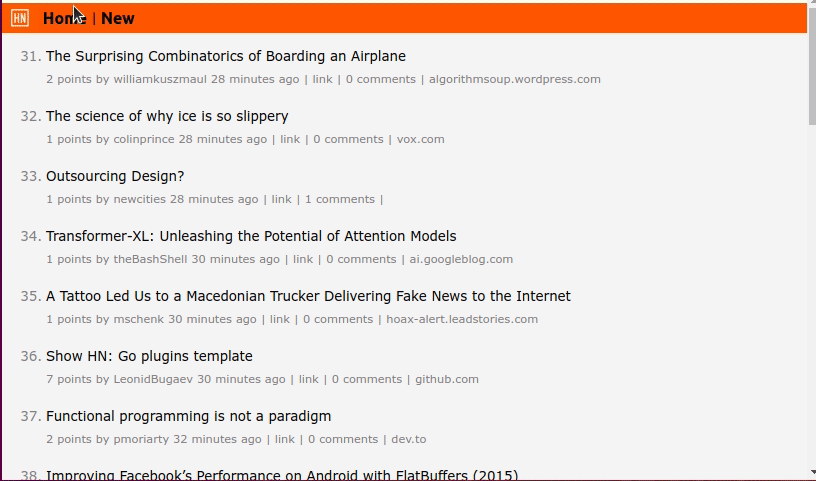 HN Home | New
31. The Surprising Combinatorics of Boarding an Airplane
2 points by williamkuszmaul 28 minutes ago | link | 0 comments | algorithmsoup.wordpress.com
32. The science of why ice is so slippery
1 points by colinprince 28 minutes ago | link | 0 comments | vox.com
33. Outsourcing Design?
1 points by newcities 28 minutes ago | link | 1 comments |
34. Transformer-XL: Unleashing the Potential of Attention Models
1 points by theBashShell 30 minutes ago | link | 0 comments | ai.googleblog.com
35. A Tattoo Led Us to a Macedonian Trucker Delivering Fake News to the Internet
1 points by mschenk 30 minutes ago | link | 0 comments | hoax-alert.leadstories.com
36. Show HN: Go plugins template
7 points by LeonidBugaev 30 minutes ago | link | 0 comments | github.com
37. Functional programming is not a paradigm
2 points by pmoriarty 32 minutes ago | link | 0 comments | dev.to
38. Improving Facebook’s Performance on Android with FlatBuffers (2015)